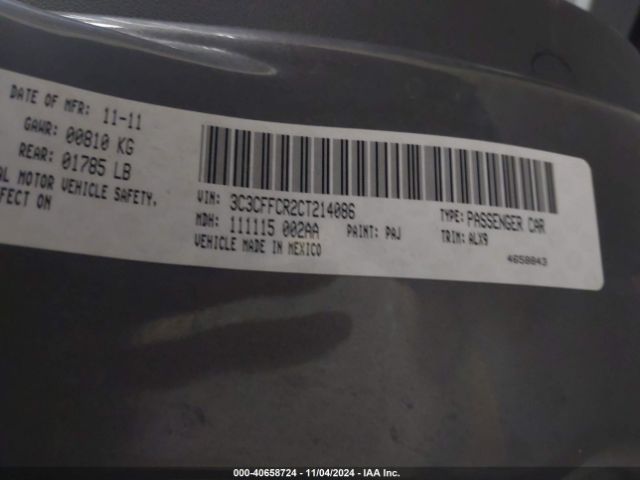 DATE OF MFR: 11-11
GAWR: 00810 KG
REAR: 01785 LB
MOTOR VEHICLE SAFETY,
ON
VIN: 3C3CFFCR2CT214086
TYPE: PASSENGER CAR
MDH: 111115 002AA
PAINT: PAJ
TRIM: ALX9
VEHICLE MADE IN MEXICO
4658843
000-40658724 - 11/04/2024 - IAA Inc.